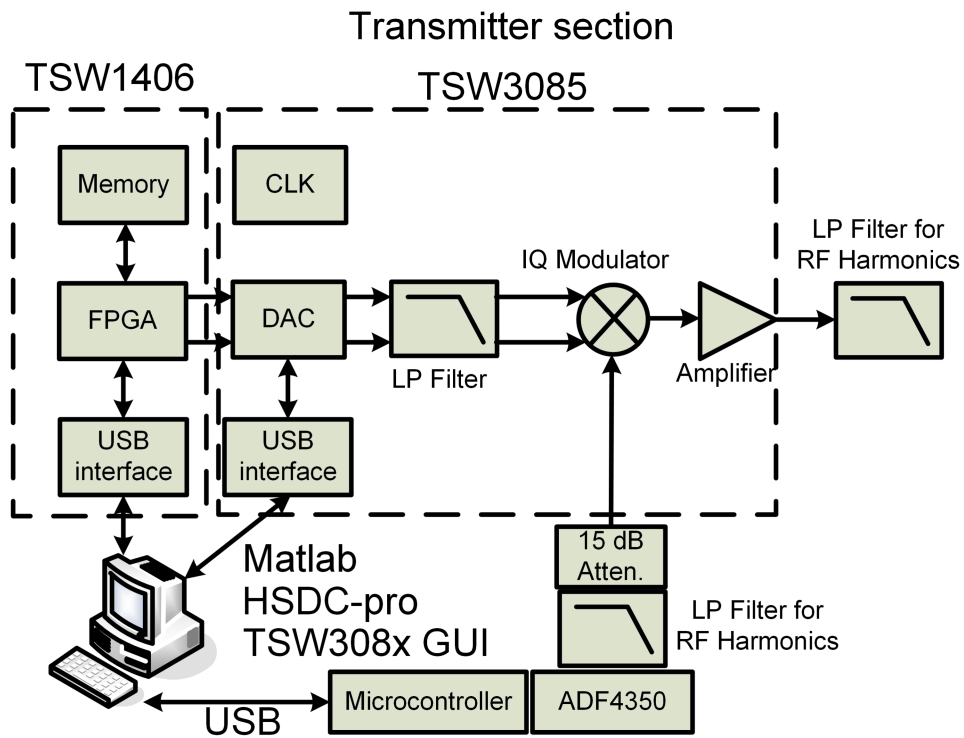 Transmitter section
TSW1406
TSW3085
Memory
CLK
LP Filter for
RF Harmonics
IQ Modulator
FPGA
DAC
LP Filter
Amplifier
USB
interface
USB
interface
15 dB
Atten.
Matlab
HSDC-pro
TSW308x GUI
LP Filter for
RF Harmonics
Microcontroller
ADF4350
USB